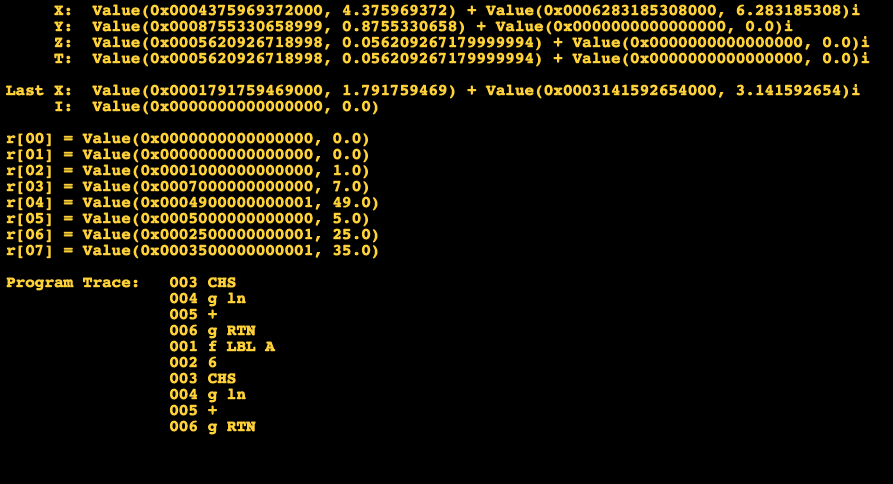 X: Value(0x0004375969372000, 4.375969372) + Value(0x0006283185308000, 6.283185308)i
Y: Value(0x0008755330658999, 0.8755330658) + Value(0x0000000000000000, 0.0)i
Z: Value(0x0005620926718998, 0.056209267179999994) + Value(0x0000000000000000, 0.0)i
T: Value(0x0005620926718998, 0.056209267179999994) + Value(0x0000000000000000, 0.0)i
Last X: Value(0x0001791759469000, 1.791759469) + Value(0x0003141592654000, 3.141592654)i
I: Value(0x0000000000000000, 0.0)
r[00] = Value(0x0000000000000000, 0.0)
r[01] = Value(0x0000000000000000, 0.0)
r[02] = Value(0x0001000000000000, 1.0)
r[03] = Value(0x0007000000000000, 7.0)
r[04] = Value(0x0004900000000001, 49.0)
r[05] = Value(0x0005000000000000, 5.0)
r[06] = Value(0x0002500000000001, 25.0)
r[07] = Value(0x0003500000000001, 35.0)
Program Trace: 003 CHS
004 g ln
005 +
006 g RTN
001 f LBL A
002 6
003 CHS
004 g ln
005 +
006 g RTN